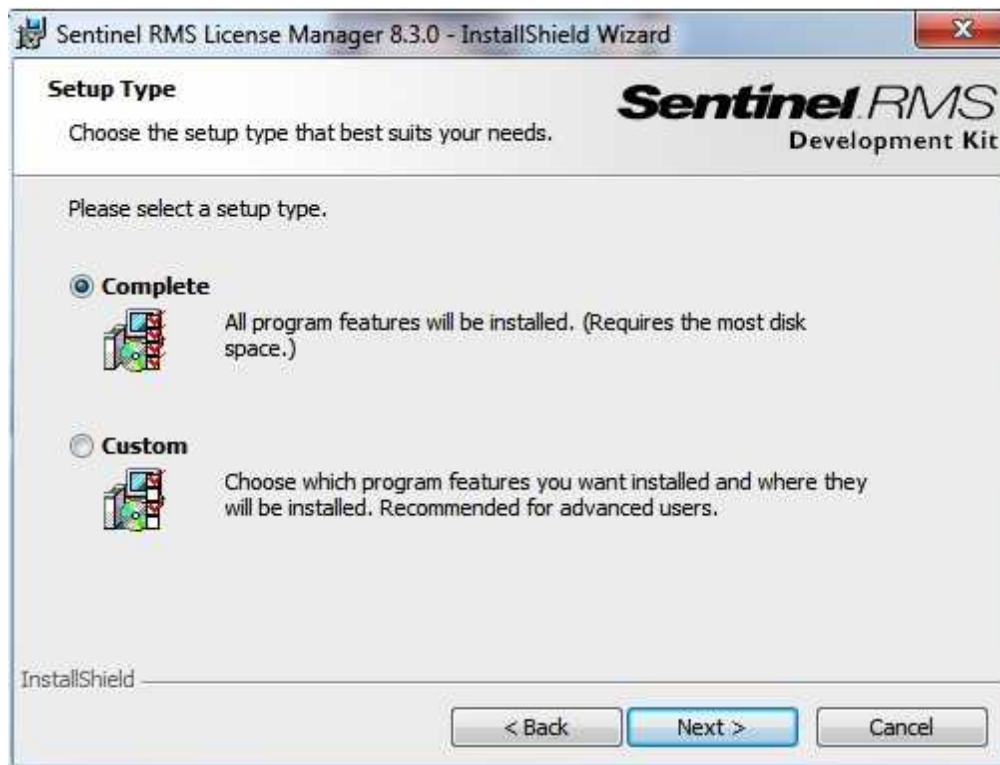 Sentinel RMS License Manager 8.3.0 - InstallShield Wizard
X
Setup Type
Choose the setup type that best suits your needs.
Sentinel RMS
Development Kit
Please select a setup type.
Complete
All program features will be installed. (Requires the most disk
space.)
Custom
Choose which program features you want installed and where they
will be installed. Recommended for advanced users.
InstallShield
< Back
Next >
Cancel